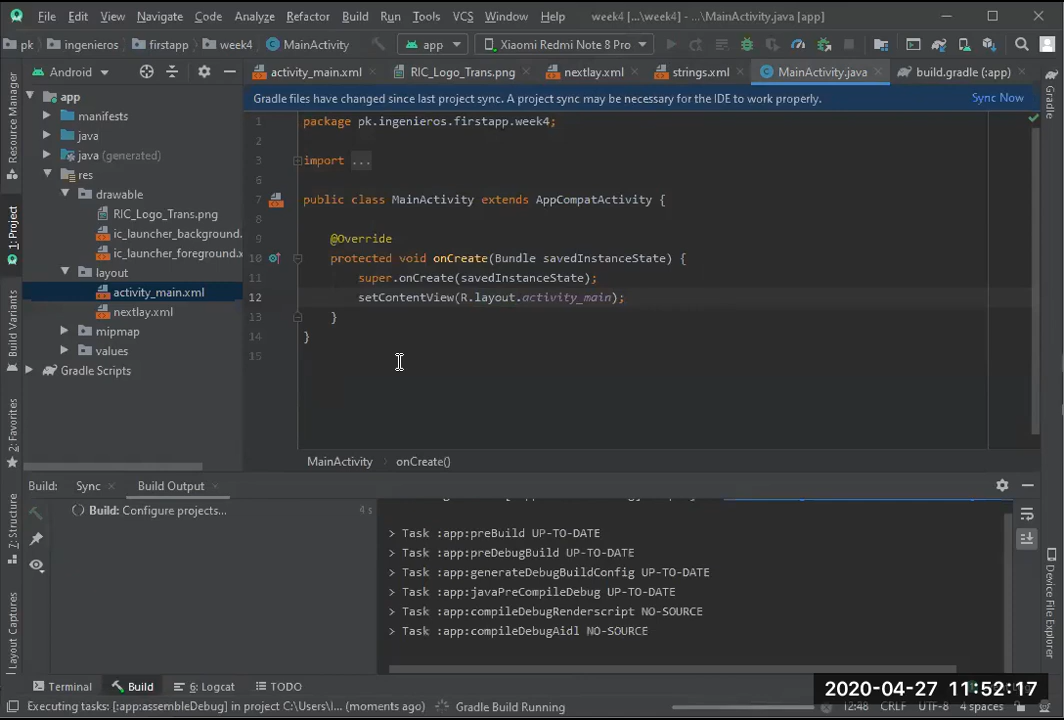 File Edit View Navigate Code Analyze Refactor Build Run Tools VCS Window Help week4 [...\week4] - ...\MainActivity.java [app]
pk ingenieros firstapp week4 MainActivity app Xiaomi Redmi Note 8 Pro
Android activity_main.xml RIC_Logo_Trans.png nextlay.xml strings.xml MainActivity.java build.gradle (:app)
Gradle files have changed since last project sync. A project sync may be necessary for the IDE to work properly. Sync Now
Resource Manager
1: Project
Build Variants
2: Favorites
7: Structure
Layout Captures
app
manifests
java
java (generated)
res
drawable
RIC_Logo_Trans.png
ic_launcher_background.
ic_launcher_foreground.x
layout
activity_main.xml
nextlay.xml
mipmap
values
Gradle Scripts
1 package pk.ingenieros.firstapp.week4;
2
3 import ...
6
7 public class MainActivity extends AppCompatActivity {
8
9 @Override
10 protected void onCreate(Bundle savedInstanceState) {
11 super.onCreate(savedInstanceState);
12 setContentView(R.layout.activity_main);
13 }
14 }
15
MainActivity onCreate()
Gradle
Device File Explorer
Build: Sync Build Output
Build: Configure projects... 4 s
> Task :app:preBuild UP-TO-DATE
> Task :app:preDebugBuild UP-TO-DATE
> Task :app:generateDebugBuildConfig UP-TO-DATE
> Task :app:javaPreCompileDebug UP-TO-DATE
> Task :app:compileDebugRenderscript NO-SOURCE
> Task :app:compileDebugAidl NO-SOURCE
Terminal Build 6: Logcat TODO
2020-04-27 11:52:17
Executing tasks: [:app:assembleDebug] in project C:\Users\I... (moments ago) Gradle Build Running 12:48 CRLF UTF-8 4 spaces